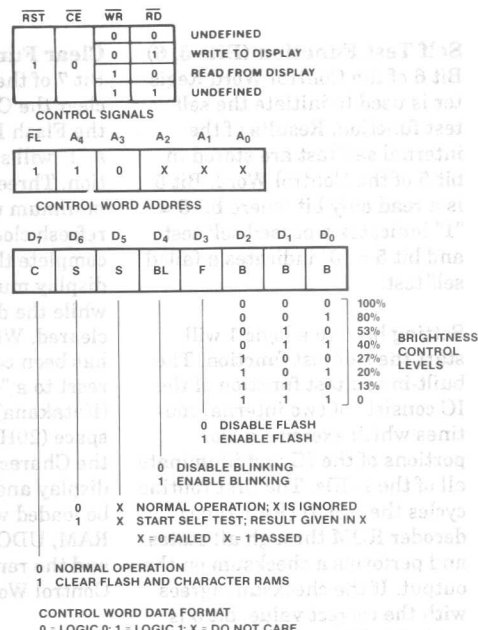 RST CE WR RD
0 0 UNDEFINED
1 0 0 1 WRITE TO DISPLAY
1 0 READ FROM DISPLAY
1 1 UNDEFINED
CONTROL SIGNALS
FL A4 A3 A2 A1 A0
1 1 0 X X X
CONTROL WORD ADDRESS
D7 D6 D5 D4 D3 D2 D1 D0
C S S BL F B B B
0 0 0 100%
0 0 1 80%
0 1 0 53%
0 1 1 40%
1 0 0 27%
1 0 1 20%
1 1 0 13%
1 1 1 0
BRIGHTNESS
CONTROL
LEVELS
0 DISABLE FLASH
1 ENABLE FLASH
0 DISABLE BLINKING
1 ENABLE BLINKING
0 X NORMAL OPERATION; X IS IGNORED
1 X START SELF TEST; RESULT GIVEN IN X
X = 0 FAILED X = 1 PASSED
0 NORMAL OPERATION
1 CLEAR FLASH AND CHARACTER RAMS
CONTROL WORD DATA FORMAT
0 = LOGIC 0; 1 = LOGIC 1; X = DO NOT CARE